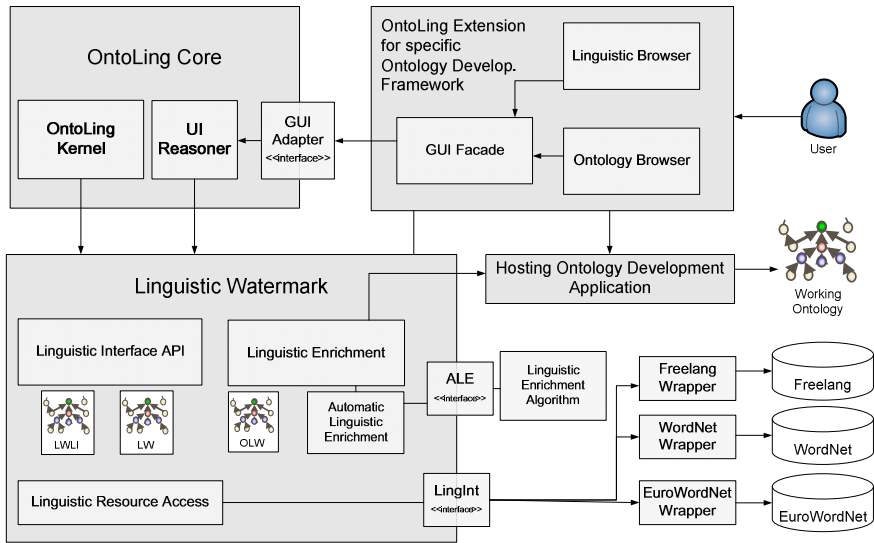 OntoLing Core
OntoLing
Kernel
UI
Reasoner
GUI
Adapter
<<interface>>
OntoLing Extension
for specific
Ontology Develop.
Framework
Linguistic Browser
GUI Facade
Ontology Browser
User
Linguistic Watermark
Hosting Ontology Development
Application
Working
Ontology
Linguistic Interface API
Linguistic Enrichment
LWLI
LW
OLW
Automatic
Linguistic
Enrichment
ALE
<<interface>>
Linguistic
Enrichment
Algorithm
Freelang
Wrapper
Freelang
WordNet
Wrapper
WordNet
Linguistic Resource Access
LingInt
<<interface>>
EuroWordNet
Wrapper
EuroWordNet